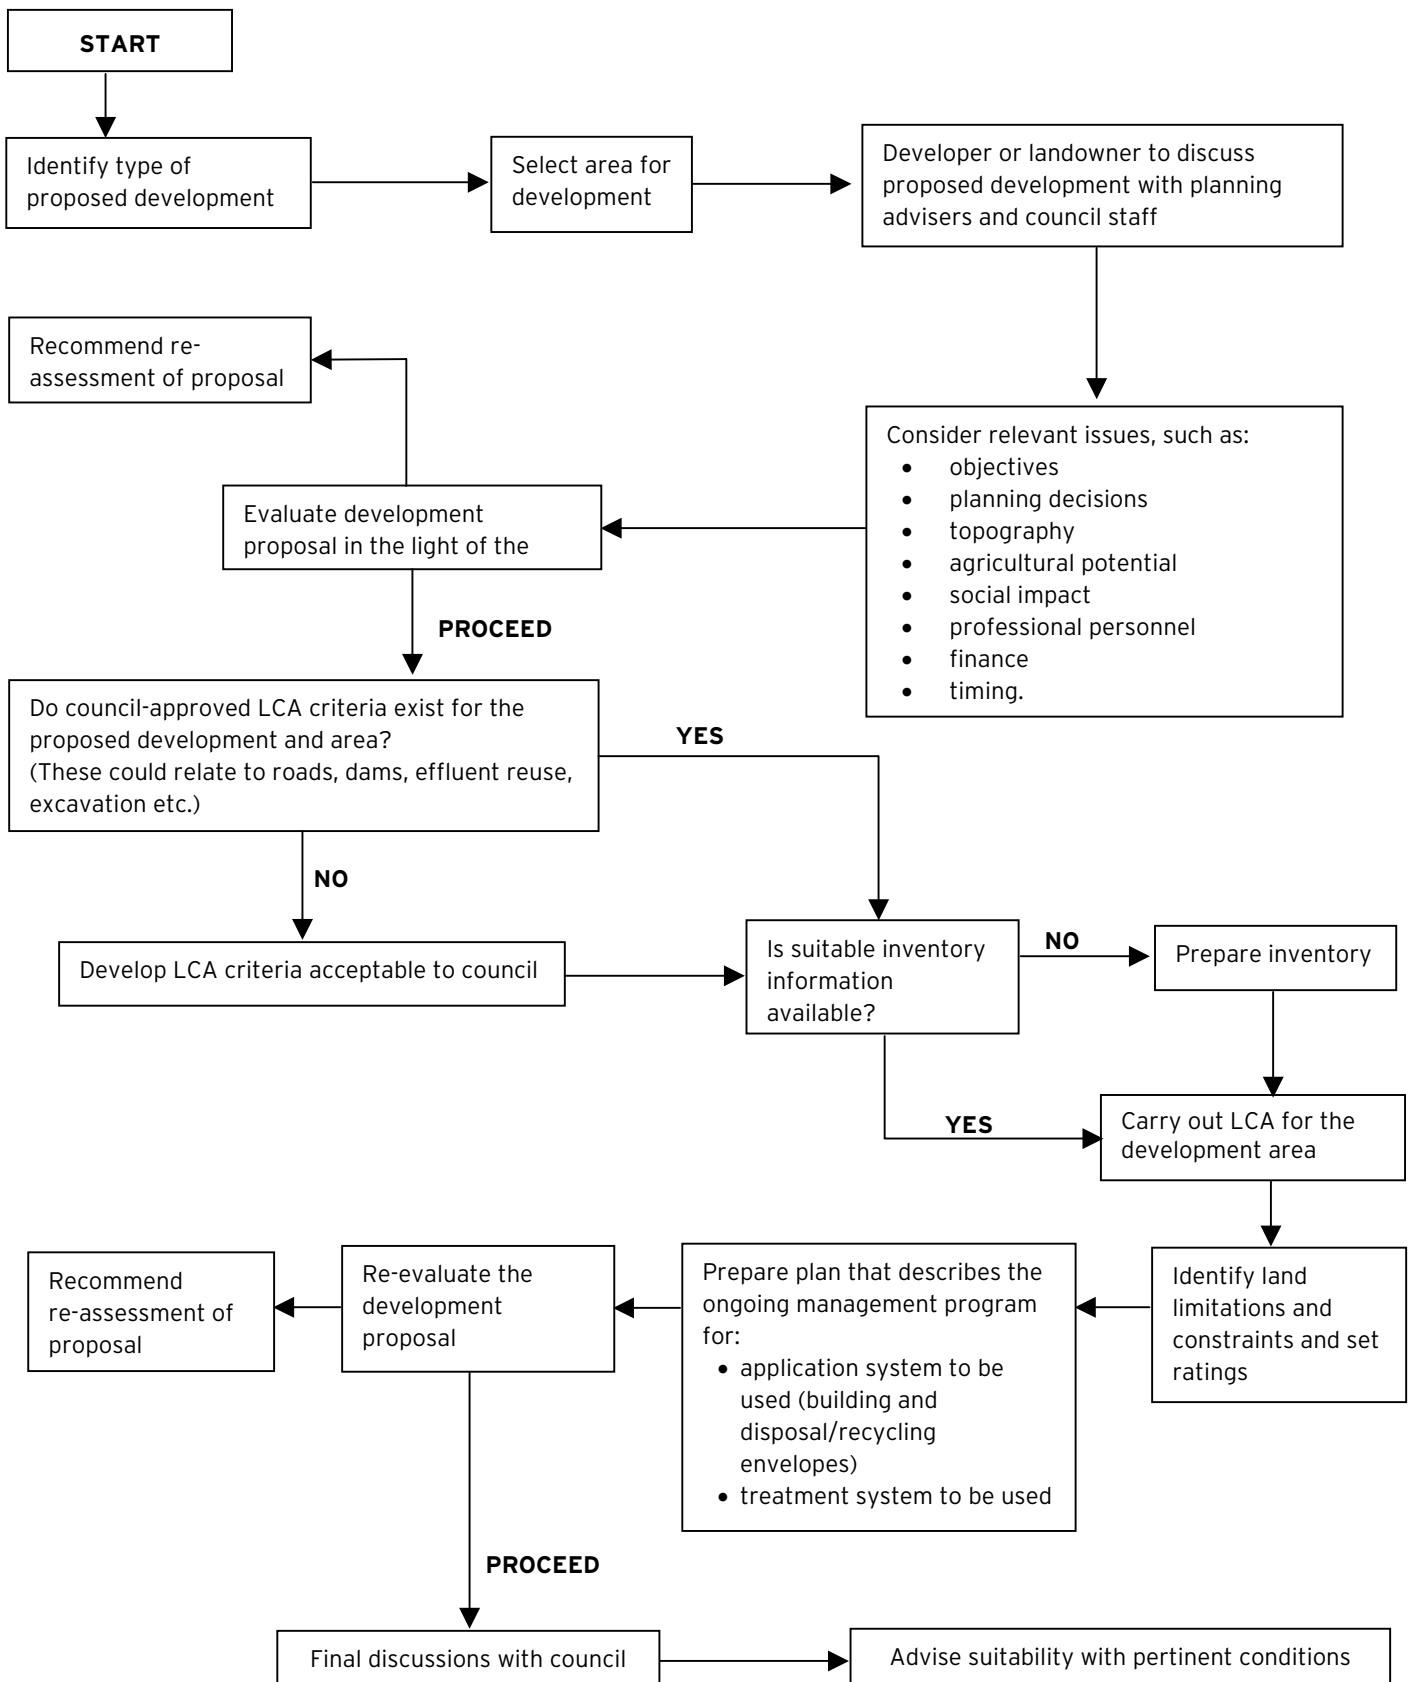 START
Identify type of
proposed development
Select area for
development
Developer or landowner to discuss
proposed development with planning
advisers and council staff
Recommend re-
assessment of proposal
Consider relevant issues, such as:
• objectives
• planning decisions
• topography
• agricultural potential
• social impact
• professional personnel
• finance
• timing.
Evaluate development
proposal in the light of the
PROCEED
Do council-approved LCA criteria exist for the
proposed development and area?
(These could relate to roads, dams, effluent reuse,
excavation etc.)
YES
NO
Develop LCA criteria acceptable to council
Is suitable inventory
information
available?
NO
Prepare inventory
YES
Carry out LCA for the
development area
Identify land
limitations and
constraints and set
ratings
Prepare plan that describes the
ongoing management program
for:
• application system to be
used (building and
disposal/recycling
envelopes)
• treatment system to be used
Re-evaluate the
development
proposal
Recommend
re-assessment of
proposal
PROCEED
Final discussions with council
Advise suitability with pertinent conditions